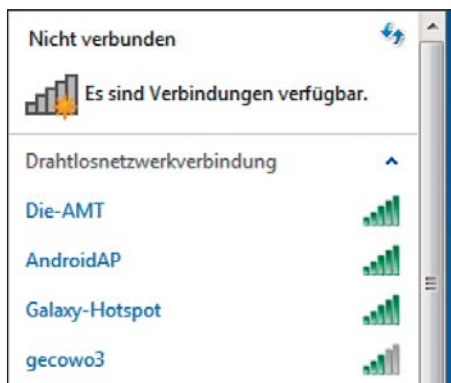 Nicht verbunden
Es sind Verbindungen verfügbar.
Drahtlosnetzwerkverbindung
Die-AMT
AndroidAP
Galaxy-Hotspot
gecowo3